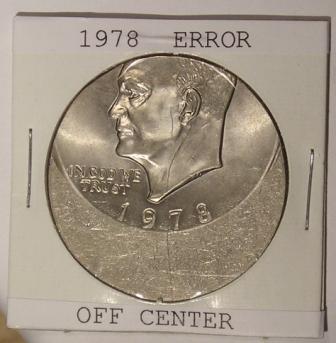 1978 ERROR
IN GOD WE
TRUST
1978
OFF CENTER